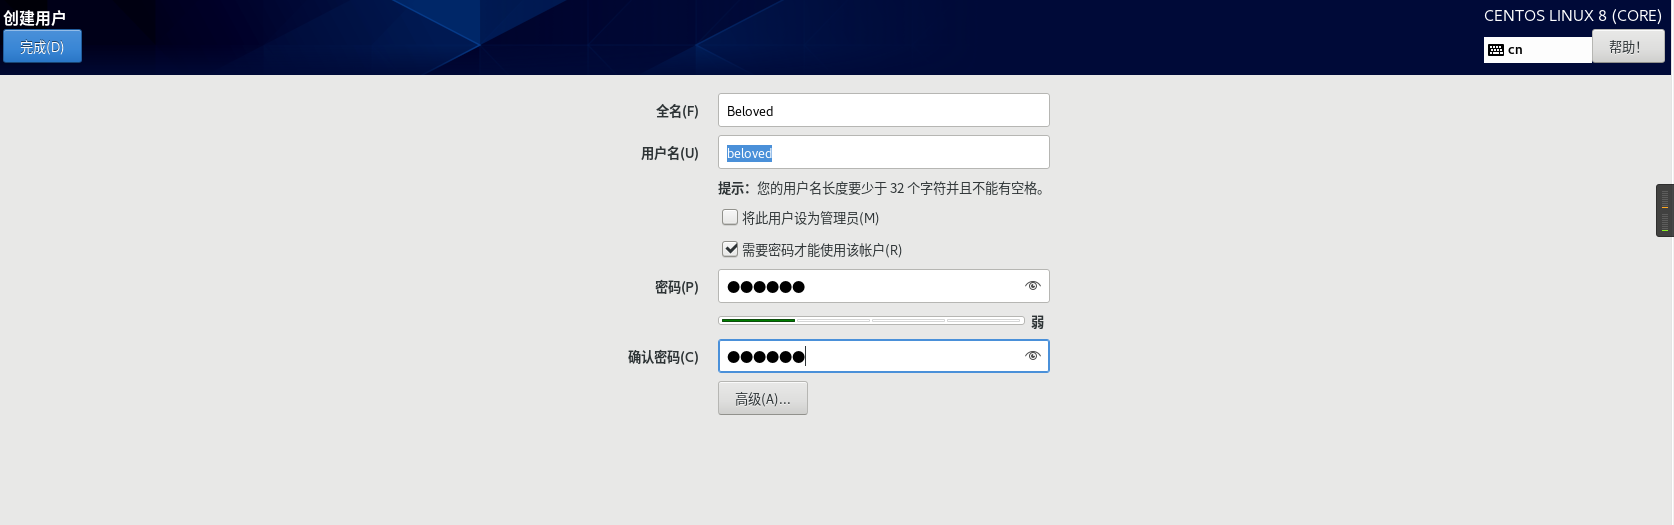 创建用户
CENTOS LINUX 8 (CORE)
完成(D)
cn
帮助!
全名(F)
Beloved
用户名(U)
beloved
提示：您的用户名长度要少于 32 个字符并且不能有空格。
将此用户设为管理员(M)
需要密码才能使用该帐户(R)
密码(P)
●●●●●●
弱
确认密码(C)
●●●●●●
高级(A)...